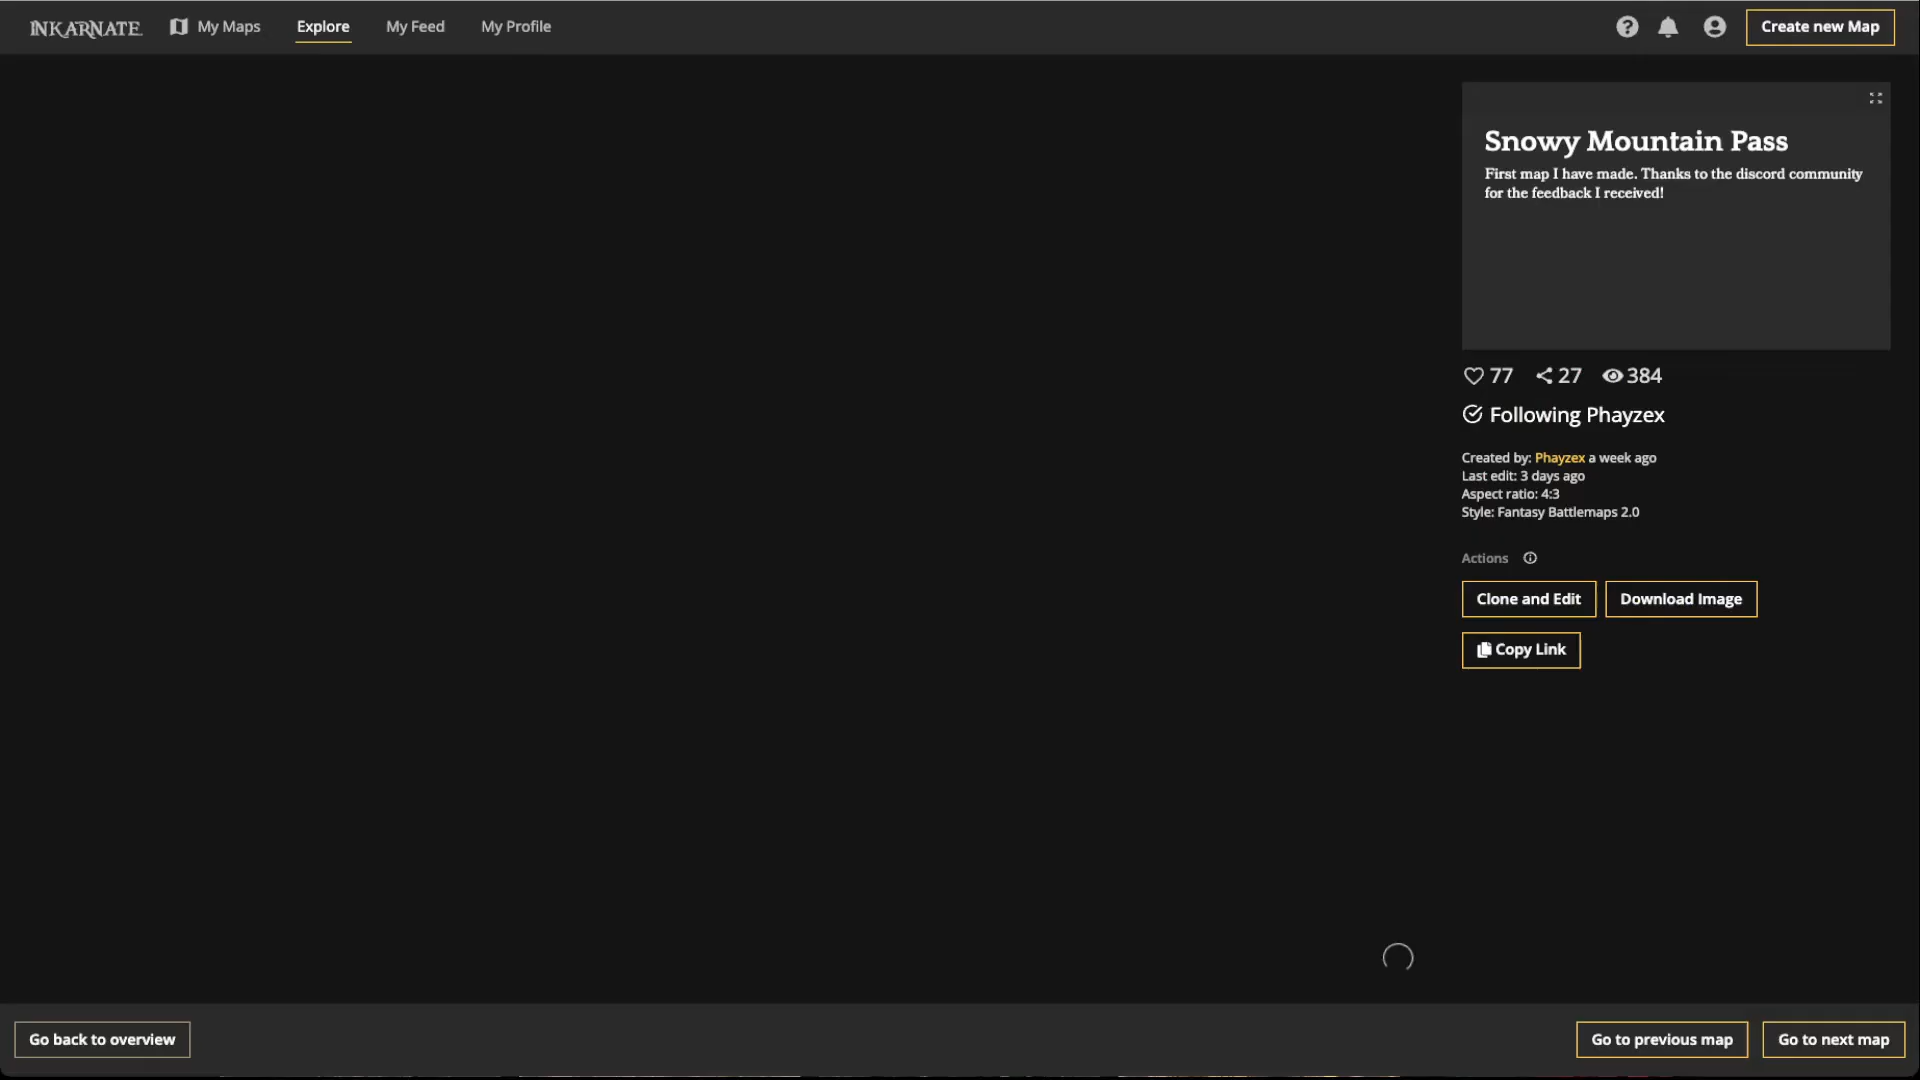 INKARNATE My Maps Explore My Feed My Profile Create new Map
Snowy Mountain Pass
First map I have made. Thanks to the discord community
for the feedback I received!
77 27 384
Following Phayzex
Created by: Phayzex a week ago
Last edit: 3 days ago
Aspect ratio: 4:3
Style: Fantasy Battlemaps 2.0
Actions
Clone and Edit Download Image
Copy Link
Go back to overview Go to previous map Go to next map